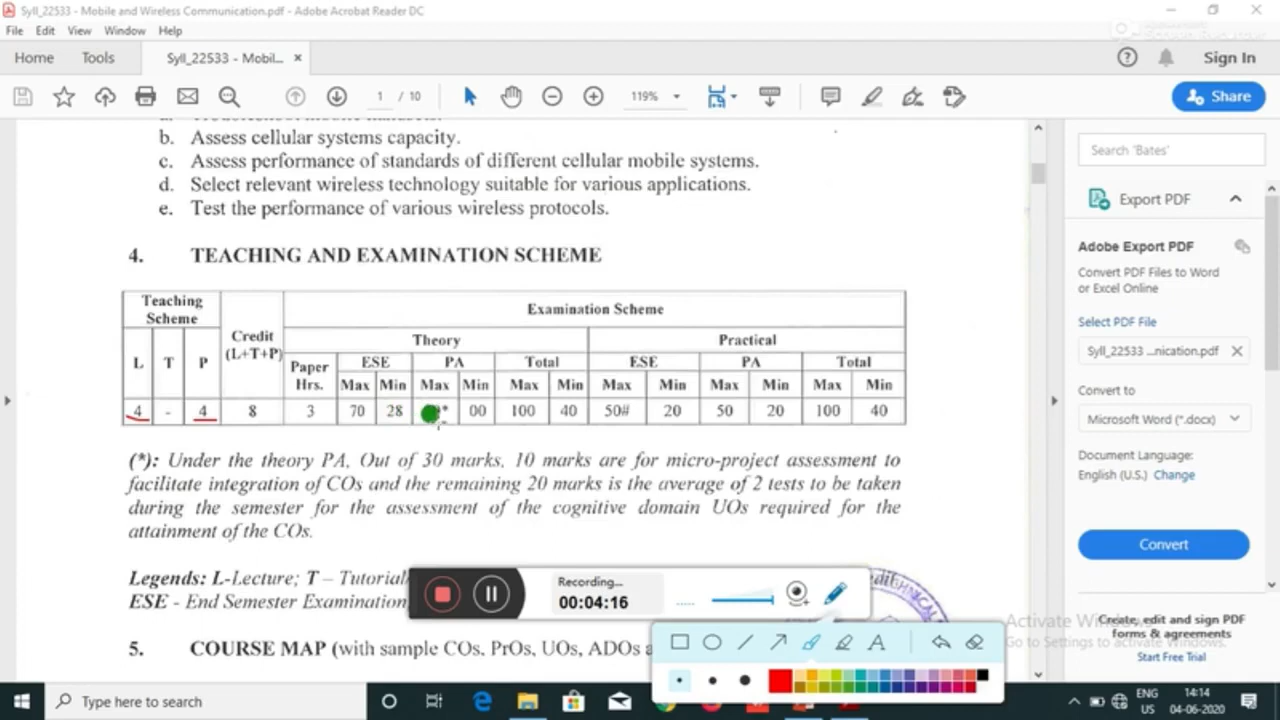 Syll_22533 - Mobile and Wireless Communication.pdf - Adobe Acrobat Reader DC
File Edit View Window Help
Home Tools Syll_22533 - Mobil... × Sign In
1 / 10 119% Share
b. Assess cellular systems capacity.
c. Assess performance of standards of different cellular mobile systems.
d. Select relevant wireless technology suitable for various applications.
e. Test the performance of various wireless protocols.
4. TEACHING AND EXAMINATION SCHEME
Teaching Scheme Credit (L+T+P) Examination Scheme
Theory Practical
L T P Paper Hrs. ESE PA Total ESE PA Total
Max Min Max Min Max Min Max Min Max Min Max Min
4 - 4 8 3 70 28 * 00 100 40 50# 20 50 20 100 40
(*): Under the theory PA, Out of 30 marks, 10 marks are for micro-project assessment to
facilitate integration of COs and the remaining 20 marks is the average of 2 tests to be taken
during the semester for the assessment of the cognitive domain UOs required for the
attainment of the COs.
Legends: L-Lecture; T – Tutorial
ESE - End Semester Examination
5. COURSE MAP (with sample COs, PrOs, UOs, ADOs a
Recording...
00:04:16
A
Search 'Bates'
Export PDF
Adobe Export PDF
Convert PDF Files to Word
or Excel Online
Select PDF File
Syll_22533 ...nication.pdf
Convert to
Microsoft Word (*.docx)
Document Language:
English (U.S.) Change
Convert
Create, edit and sign PDF
forms & agreements
Start Free Trial
Activate Windows
Go to Settings to activate Windows.
Type here to search
ENG
US
14:14
04-06-2020